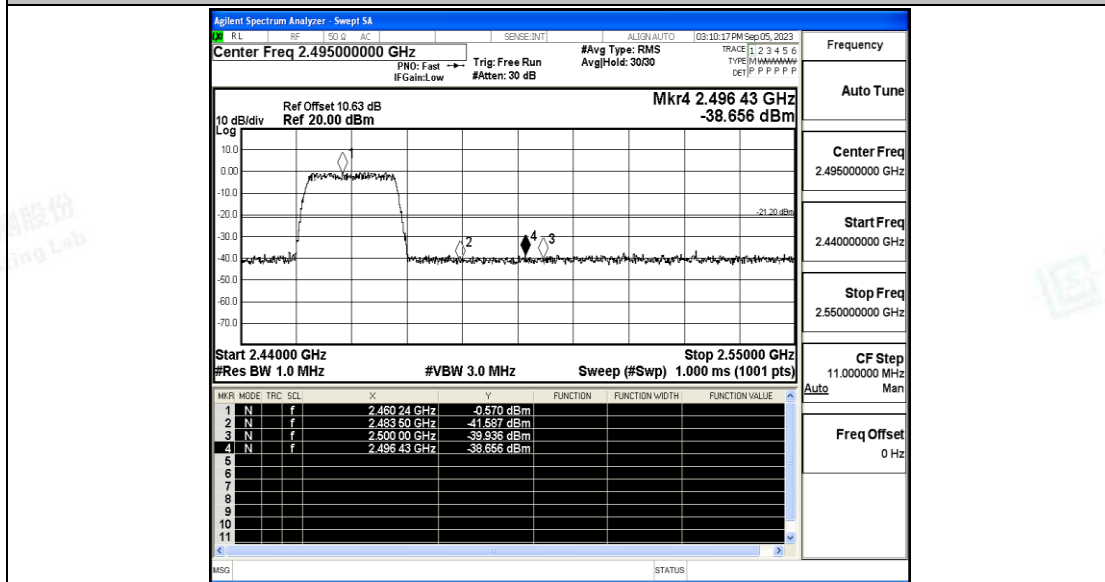 Agilent Spectrum Analyzer - Swept SA
RL RF 50 Ω AC SENSE:INT ALIGNAUTO 03:10:17 PM Sep 05, 2023
Center Freq 2.495000000 GHz
PNO: Fast
IFGain:Low
Trig: Free Run
#Atten: 30 dB
#Avg Type: RMS
Avg|Hold: 30/30
TRACE 1 2 3 4 5 6
TYPE M
DET P P P P P P
Ref Offset 10.63 dB
10 dB/div Ref 20.00 dBm
Log
Mkr4 2.496 43 GHz
-38.656 dBm
10.0
0.00
-10.0
-20.0
-30.0
-40.0
-50.0
-60.0
-70.0
1
2
4
3
-21.20 dBm
Start 2.44000 GHz Stop 2.55000 GHz
#Res BW 1.0 MHz #VBW 3.0 MHz Sweep (#Swp) 1.000 ms (1001 pts)
MKR MODE TRC SCL X Y FUNCTION FUNCTION WIDTH FUNCTION VALUE
1 N f 2.460 24 GHz -0.570 dBm
2 N f 2.483 50 GHz -41.587 dBm
3 N f 2.500 00 GHz -39.936 dBm
4 N f 2.496 43 GHz -38.656 dBm
5
6
7
8
9
10
11
MSG STATUS
Frequency
Auto Tune
Center Freq
2.495000000 GHz
Start Freq
2.440000000 GHz
Stop Freq
2.550000000 GHz
CF Step
11.000000 MHz
Auto Man
Freq Offset
0 Hz
股份
ing Lab